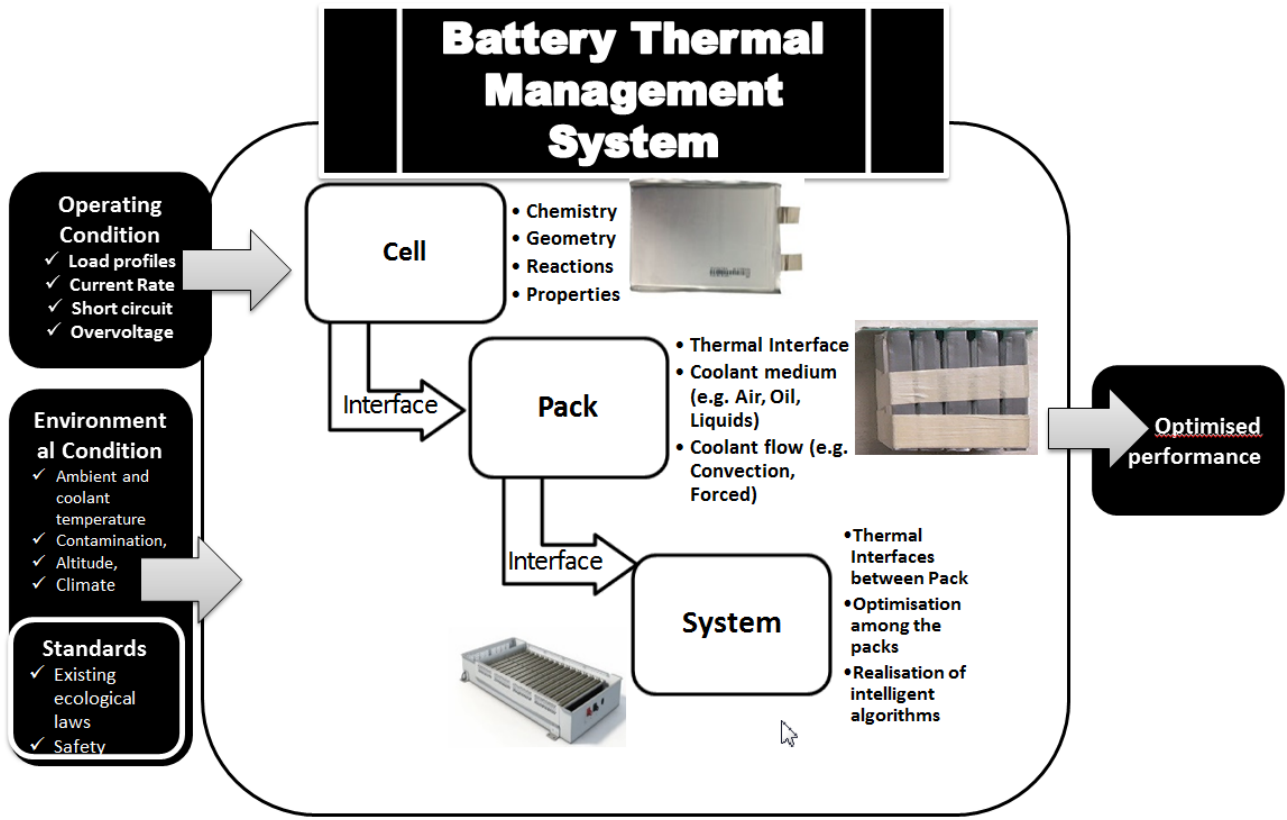 Battery Thermal
Management
System
Operating
Condition
✓ Load profiles
✓ Current Rate
✓ Short circuit
✓ Overvoltage
Environment
al Condition
✓ Ambient and
coolant
temperature
✓ Contamination,
✓ Altitude,
✓ Climate
Standards
✓ Existing
ecological
laws
✓ Safety
Cell
• Chemistry
• Geometry
• Reactions
• Properties
Interface
Pack
• Thermal Interface
• Coolant medium
(e.g. Air, Oil,
Liquids)
• Coolant flow (e.g.
Convection,
Forced)
Interface
System
•Thermal
Interfaces
between Pack
•Optimisation
among the
packs
•Realisation of
intelligent
algorithms
Optimised
performance